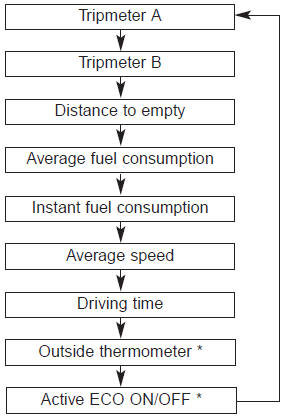 Tripmeter A
Tripmeter B
Distance to empty
Average fuel consumption
Instant fuel consumption
Average speed
Driving time
Outside thermometer *
Active ECO ON/OFF *